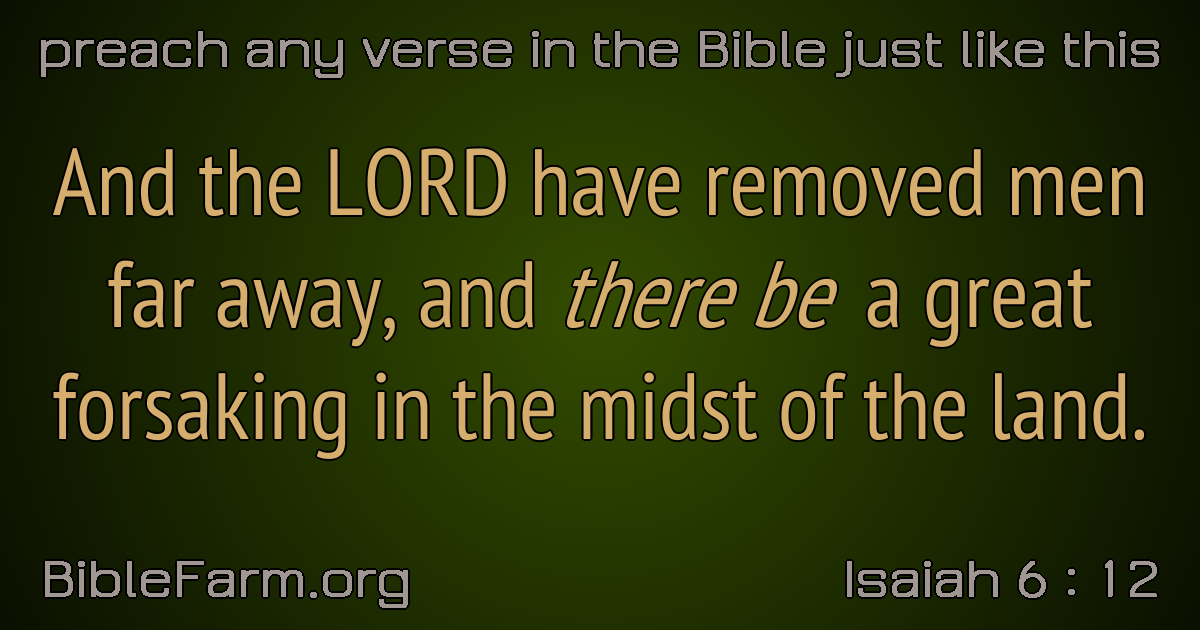 preach any verse in the Bible just like this
And the LORD have removed men
far away, and there be a great
forsaking in the midst of the land.
BibleFarm.org
Isaiah 6 : 12